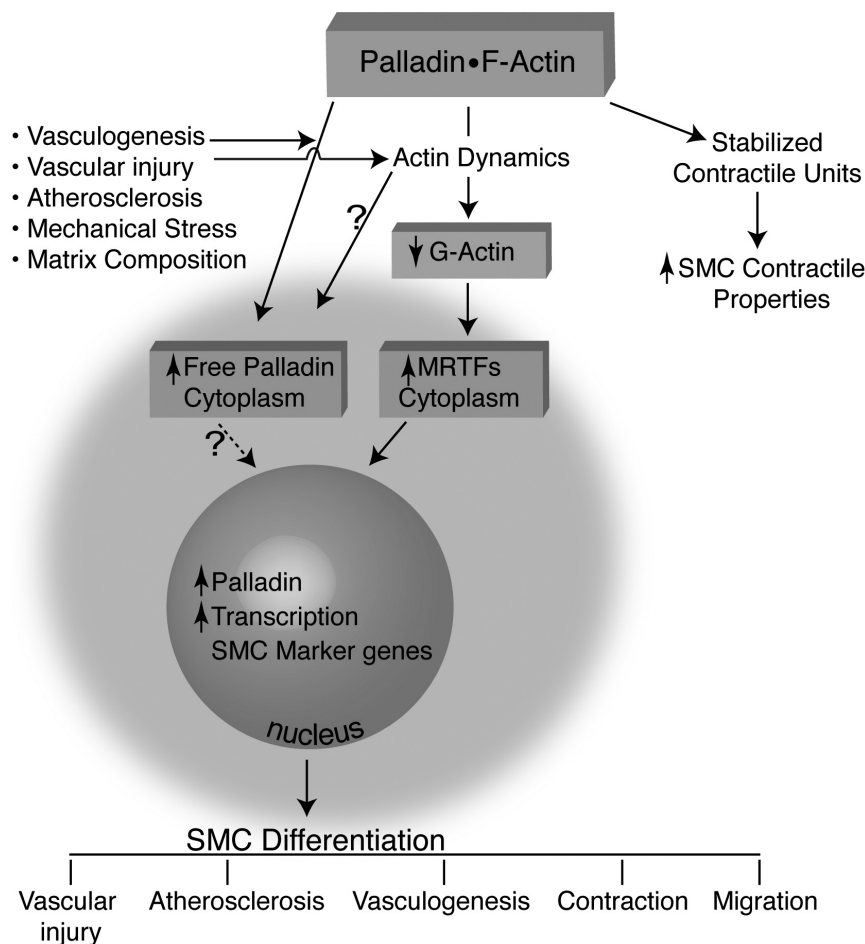 Palladin•F-Actin
• Vasculogenesis
• Vascular injury
• Atherosclerosis
• Mechanical Stress
• Matrix Composition
Actin Dynamics
Stabilized
Contractile Units
?
G-Actin
SMC Contractile
Properties
Free Palladin
Cytoplasm
MRTFs
Cytoplasm
?
Palladin
Transcription
SMC Marker genes
nucleus
SMC Differentiation
Vascular
injury
Atherosclerosis
Vasculogenesis
Contraction
Migration